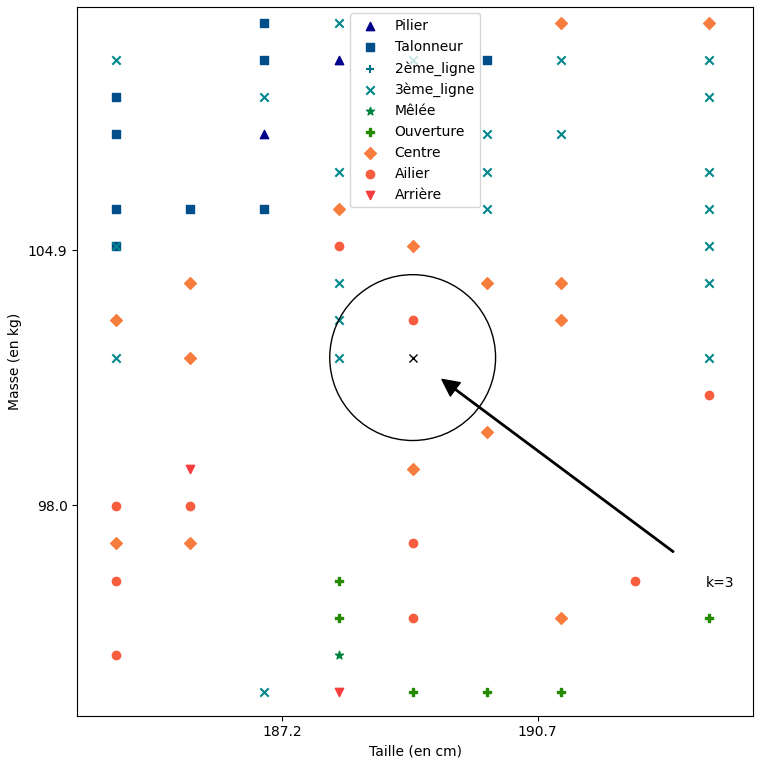 Pilier
Talonneur
2ème_ligne
3ème_ligne
Mêlée
Ouverture
Centre
Ailier
Arrière
104.9
98.0
Masse (en kg)
k=3
187.2
190.7
Taille (en cm)